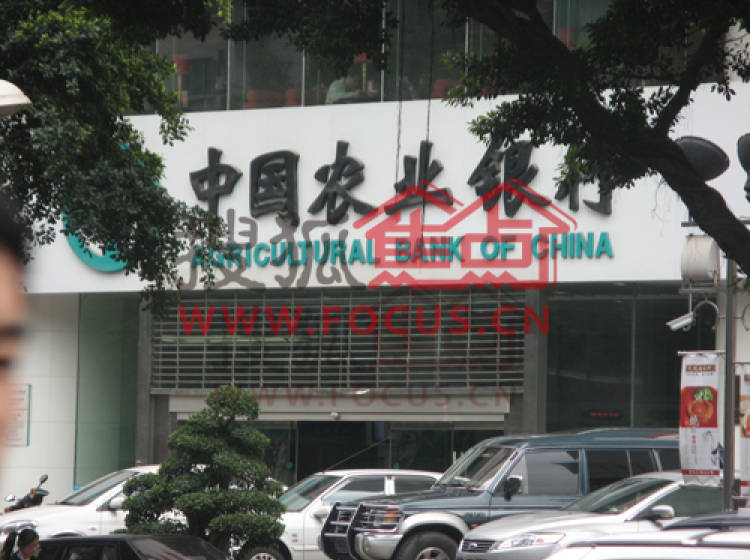 中国农业银行
AGRICULTURAL BANK OF CHINA
搜狐焦点
WWW.FOCUS.CN
WWW.FOCUS.CN